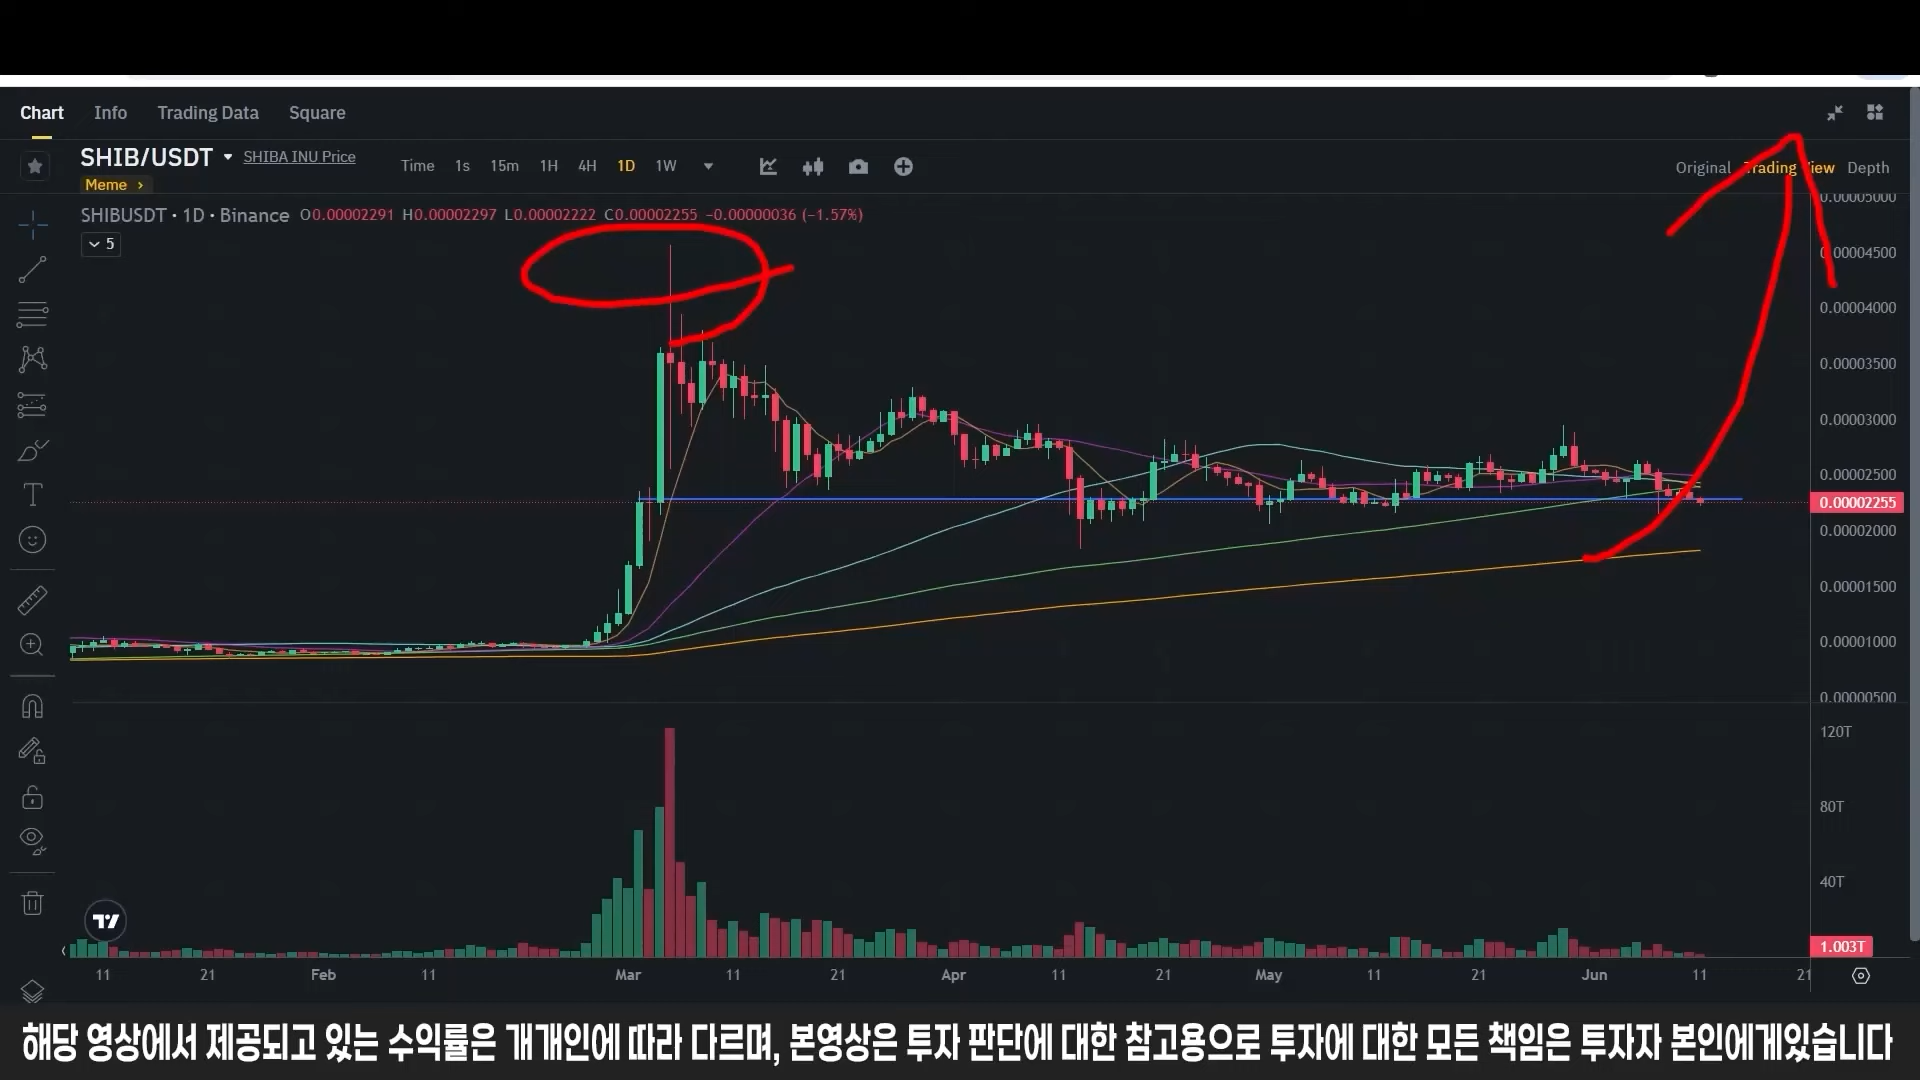 Chart Info Trading Data Square
SHIB/USDT SHIBA INU Price Time 1s 15m 1H 4H 1D 1W Original Trading View Depth
Meme >
SHIBUSDT · 1D · Binance O0.00002291 H0.00002297 L0.00002222 C0.00002255 −0.00000036 (−1.57%)
5
0.00005000
0.00004500
0.00004000
0.00003500
0.00003000
0.00002500
0.00002255
0.00002000
0.00001500
0.00001000
0.00000500
120T
80T
40T
1.003T
11 21 Feb 11 Mar 11 21 Apr 11 21 May 11 21 Jun 11 21
해당 영상에서 제공되고 있는 수익률은 개개인에 따라 다르며, 본영상은 투자 판단에 대한 참고용으로 투자에 대한 모든 책임은 투자자 본인에게있습니다